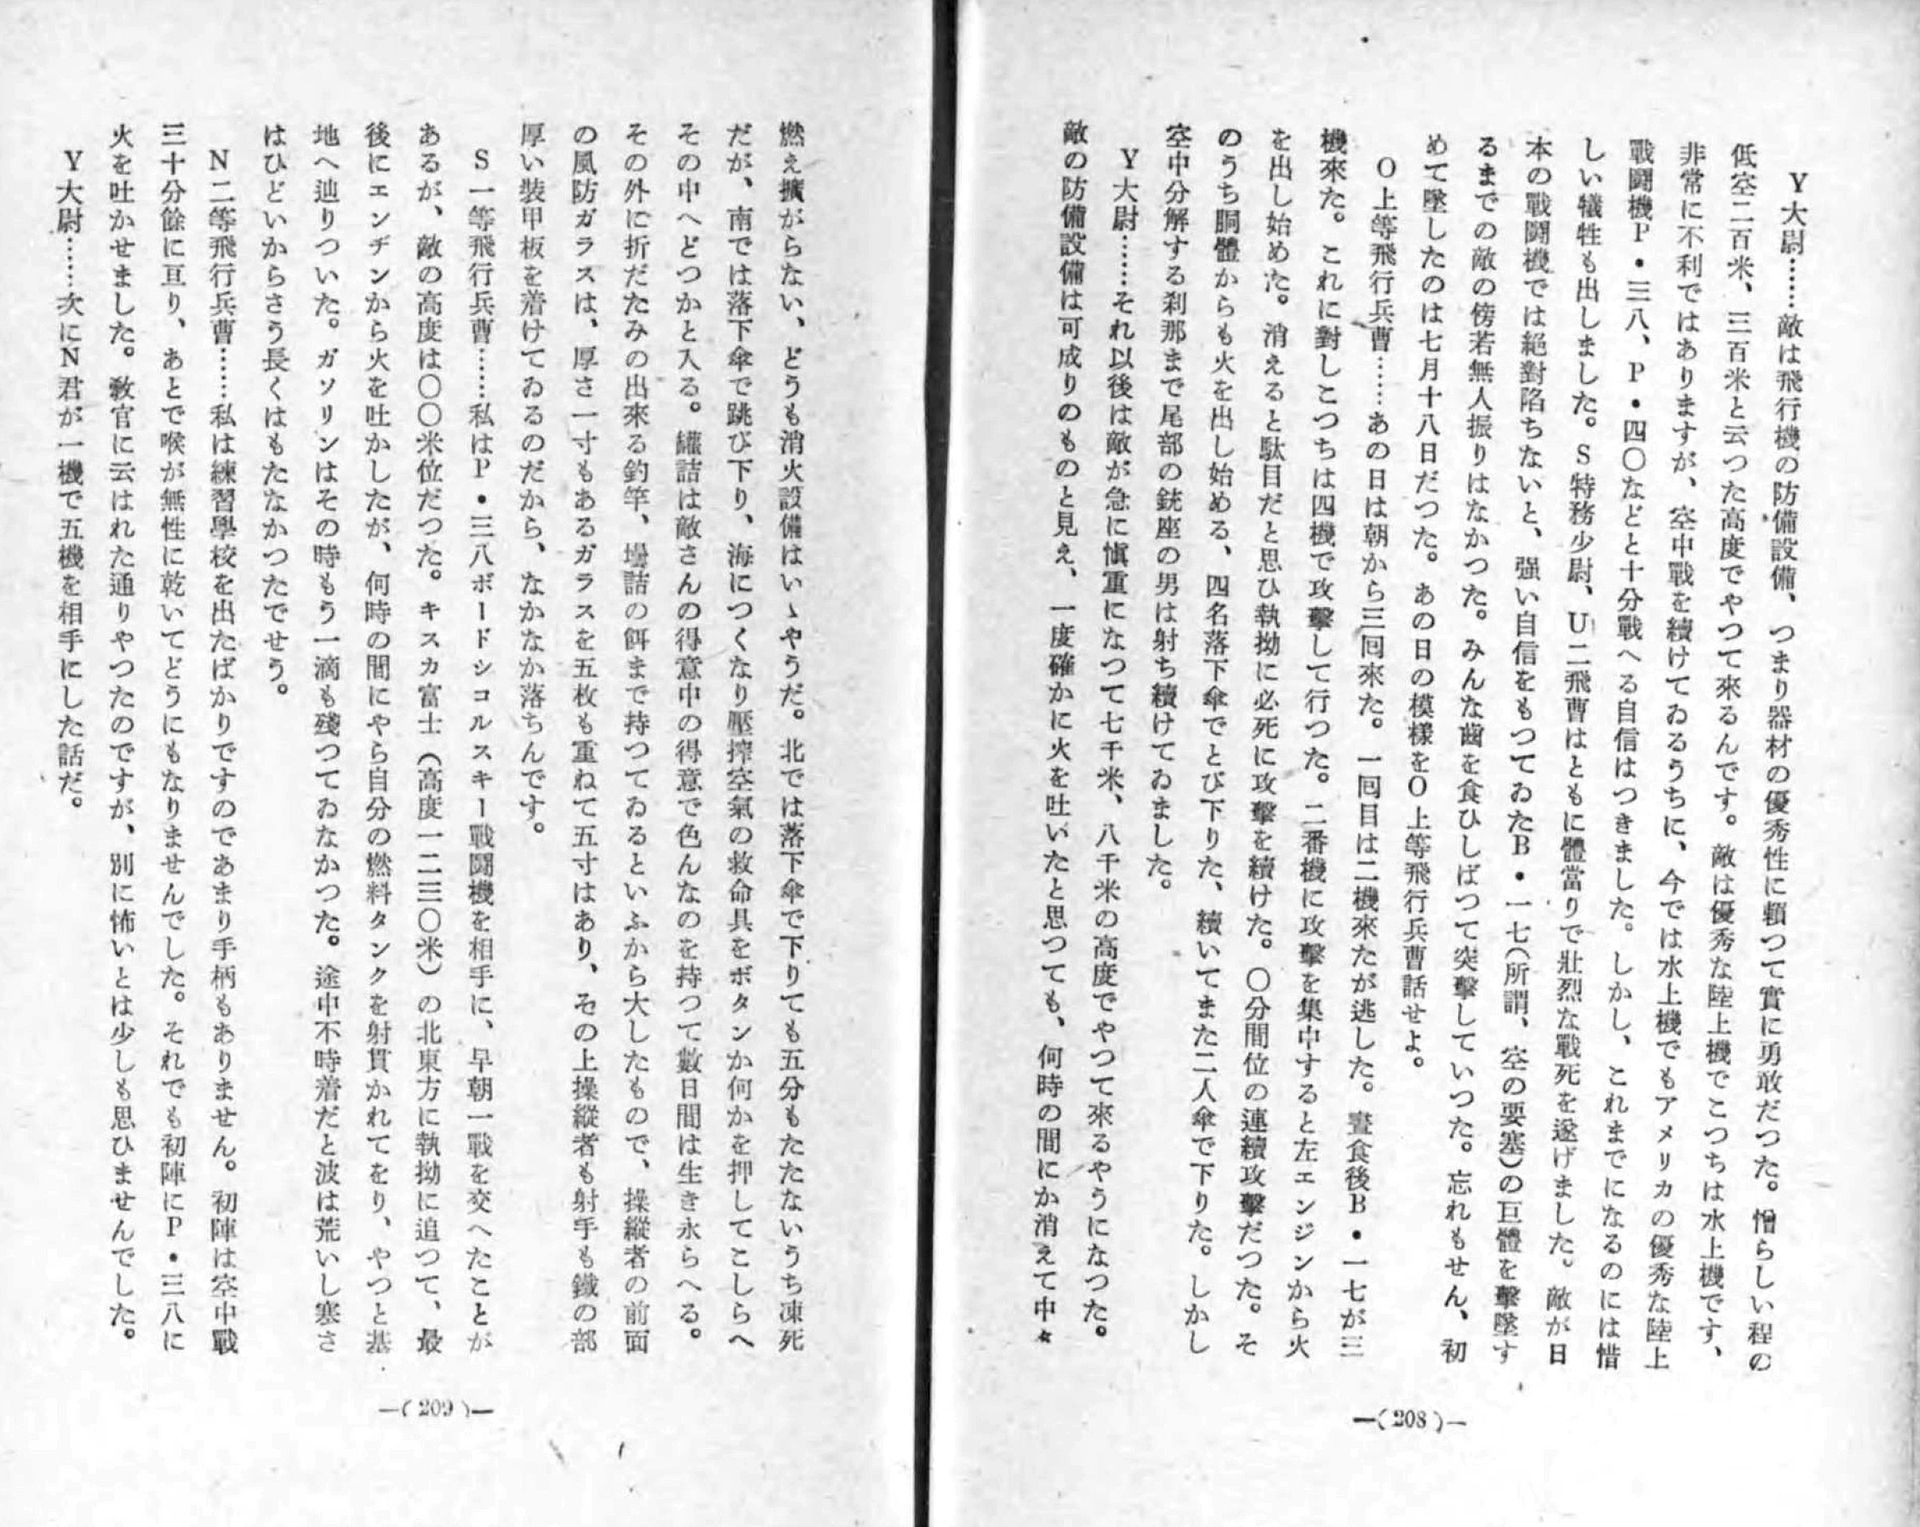 Y大尉……敵は飛行機の防備設備、つまり器材の優秀性に頼つて實に勇敢だつた。憎らしい程の
低空二百米、三百米と云つた高度でやつて來るんです。敵は優秀な陸上機でこつちは水上機です、
非常に不利ではありますが、空中戰を續けてゐるうちに、今では水上機でもアメリカの優秀な陸上
戰闘機P・三八、P・四〇などと十分戰へる自信はつきました。しかし、これまでになるのには惜
しい犧牲も出しました。S特務少尉、U二飛曹はともに體當りで壯烈な戰死を遂げました。敵が日
本の戰闘機では絕對陷ちないと、强い自信をもつてゐたB・一七(所謂、空の要塞)の巨體を擊墜す
るまでの敵の傍若無人振りはなかつた。みんな齒を食ひしばつて突擊していつた。忘れもせん、初
めて墜したのは七月十八日だつた。あの日の模樣をO上等飛行兵曹話せよ。
O上等飛行兵曹……あの日は朝から三回來た。一回目は二機來たが逃した。晝食後B・一七が三
機來た。これに對しこつちは四機で攻擊して行つた。二番機に攻擊を集中すると左エンジンから火
を出し始めた。消えると駄目だと思ひ執拗に必死に攻擊を續けた。〇分間位の連續攻擊だつた。そ
のうち胴體からも火を出し始める、四名落下傘でとび下りた、續いてまた二人傘で下りた。しかし
空中分解する刹那まで尾部の銃座の男は射ち續けてゐました。
Y大尉……それ以後は敵が急に愼重になつて七千米、八千米の高度でやつて來るやうになつた。
敵の防備設備は可成りのものと見え、一度確かに火を吐いたと思つても、何時の間にか消えて中々
—(208)—
燃え擴がらない、どうも消火設備はいゝやうだ。北では落下傘で下りても五分もたたないうち凍死
だが、南では落下傘で跳び下り、海につくなり壓搾空氣の救命具をボタンか何かを押してこしらへ
その中へどつかと入る。罐詰は敵さんの得意中の得意で色んなのを持つて數日間は生き永らへる。
その外に折だたみの出來る釣竿、壜詰の餌まで持つてゐるといふから大したもので、操縱者の前面
の風防ガラスは、厚さ一寸もあるガラスを五枚も重ねて五寸はあり、その上操縱者も射手も鐵の部
厚い裝甲板を着けてゐるのだから、なかなか落ちんです。
S一等飛行兵曹……私はP・三八ボードシコルスキー戰闘機を相手に、早朝一戰を交へたことが
あるが、敵の高度は〇〇米位だつた。キスカ富士(高度一二三〇米)の北東方に執拗に追つて、最
後にエンヂンから火を吐かしたが、何時の間にやら自分の燃料タンクを射貫かれてをり、やつと基
地へ辿りついた。ガソリンはその時もう一滴も殘つてゐなかつた。途中不時着だと波は荒いし寒さ
はひどいからさう長くはもたなかつたでせう。
N二等飛行兵曹……私は練習學校を出たばかりですのであまり手柄もありません。初陣は空中戰
三十分餘に亘り、あとで喉が無性に乾いてどうにもなりませんでした。それでも初陣にP・三八に
火を吐かせました。敎官に云はれた通りやつたのですが、別に怖いとは少しも思ひませんでした。
Y大尉……次にN君が一機で五機を相手にした話だ。
—(209)—